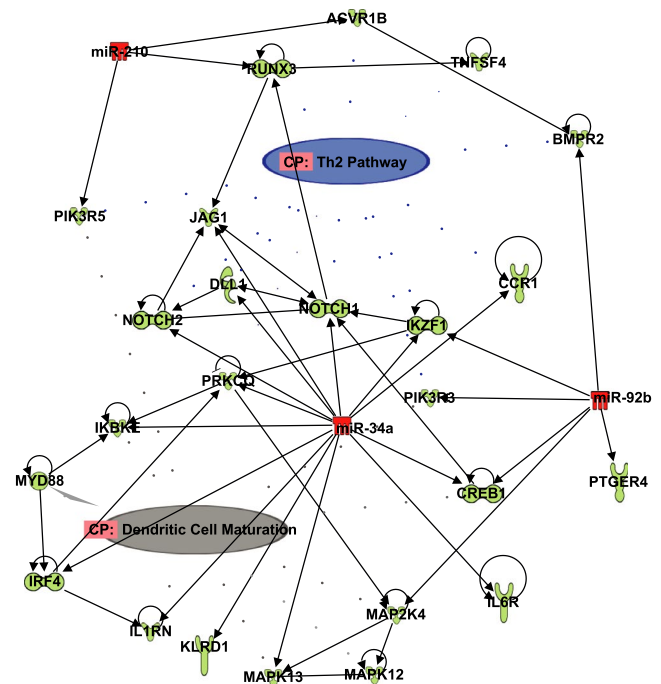 ACVR1B
miR-210
RUNX3
TNFSF4
BMPR2
CP: Th2 Pathway
PIK3R5
JAG1
DLL1
CCR1
NOTCH2
NOTCH1
IKZF1
PRKCQ
PIK3R3
miR-92b
IKBKE
miR-34a
MYD88
CREB1
PTGER4
CP: Dendritic Cell Maturation
IRF4
IL6R
MAP2K4
IL1RN
KLRD1
MAPK13
MAPK12